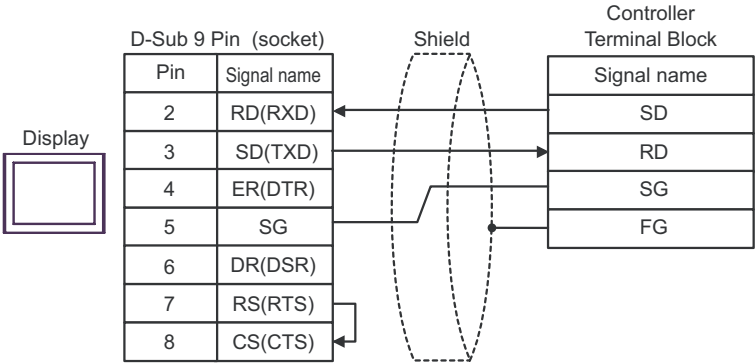 Controller
D-Sub 9 Pin (socket) Shield Terminal Block
Pin Signal name Signal name
2 RD(RXD) SD
3 SD(TXD) RD
Display
4 ER(DTR) SG
5 SG FG
6 DR(DSR)
7 RS(RTS)
8 CS(CTS)